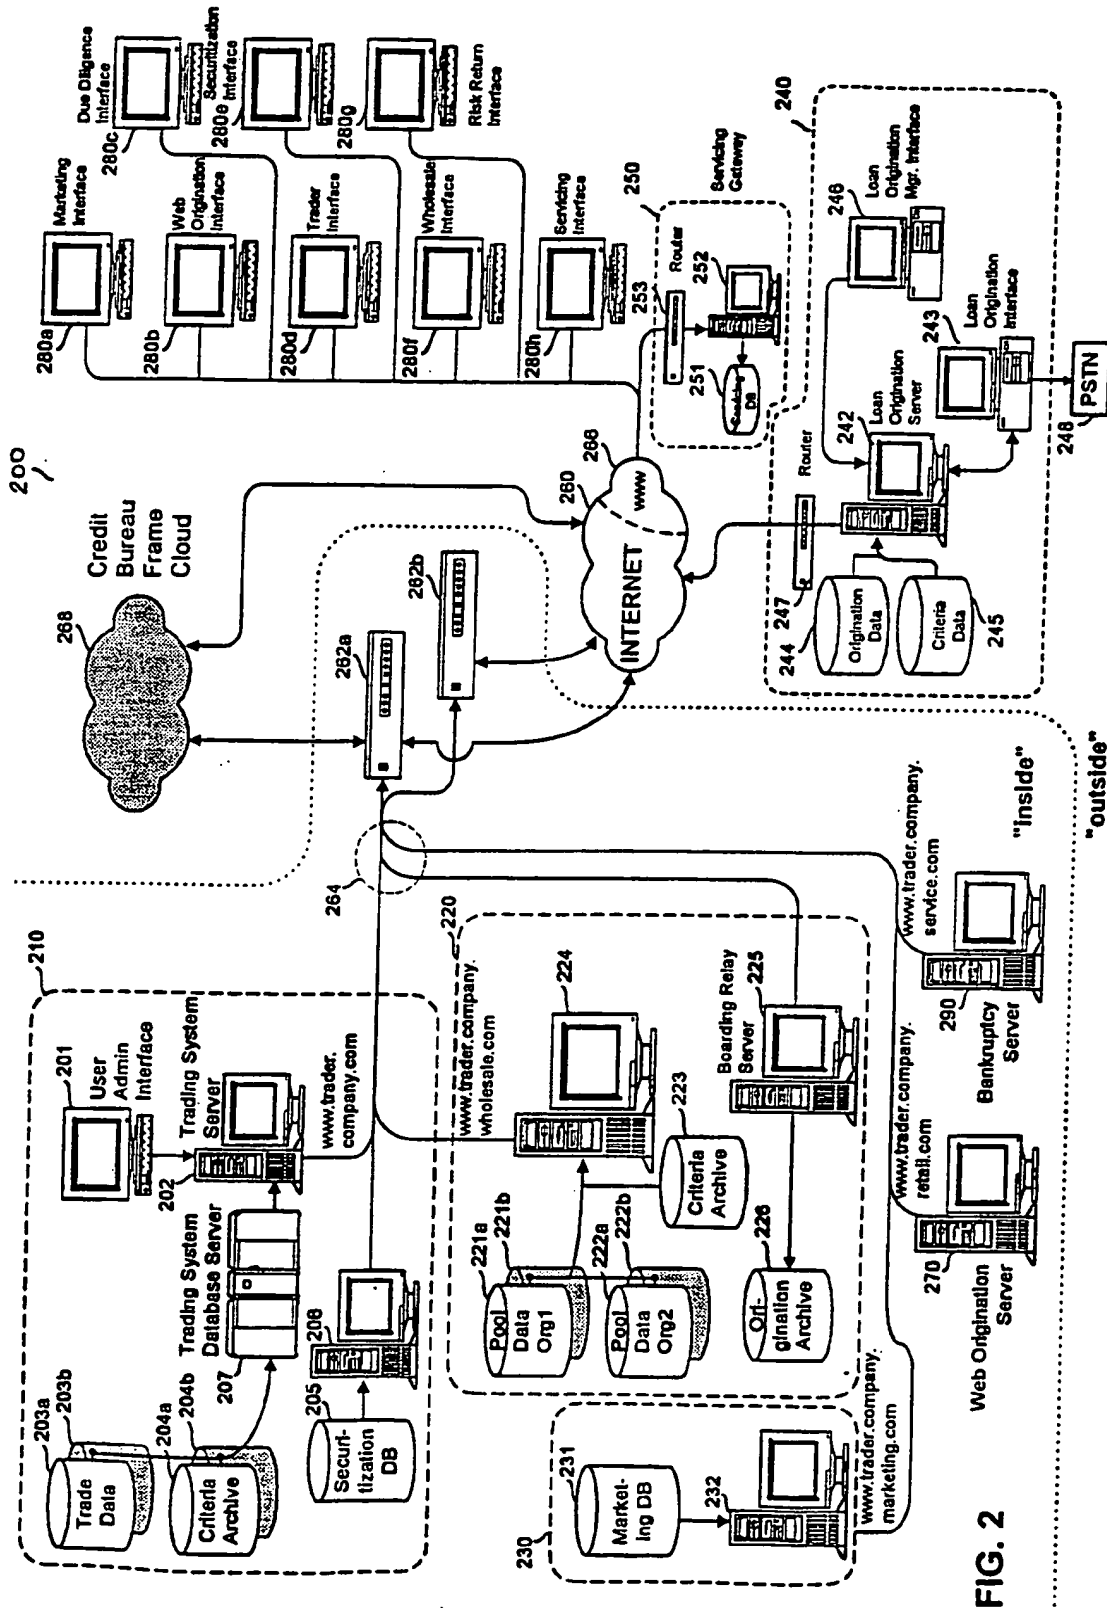 200
Credit
Bureau
Frame
Cloud
268
262a
262b
264
INTERNET
WWW
260
266
Marketing
Interface
280a
Web
Origination
Interface
280b
Due Diligence
Interface
280c
Trader
Interface
280d
Securitization
Interface
280e
Wholesale
Interface
280f
Risk Return
Interface
280g
Servicing
Interface
280h
250
253
Router
252
Servicing
Gateway
251
Servicing
DB
240
246
Loan
Origination
Mgr. Interface
243
Loan
Origination
Interface
242
Loan
Origination
Server
Router
247
244
Origination
Data
Criteria
Data
245
248
PSTN
210
201
User
Admin
Interface
Trading System
Server
202
www.trader.
company.com
Trading System
Database Server
207
203a
203b
Trade
Data
204a
204b
Criteria
Archive
205
Securi-
tization
DB
206
220
www.trader.company.
wholesale.com
224
221a
221b
Pool
Data
Org1
222a
222b
Pool
Data
Org2
223
Criteria
Archive
Boarding Relay
Server
225
226
Ori-
gination
Archive
230
231
Market-
ing DB
232
www.trader.company.
marketing.com
www.trader.company.
retail.com
270
Web Origination
Server
www.trader.company.
service.com
290
Bankruptcy
Server
"inside"
"outside"
FIG. 2